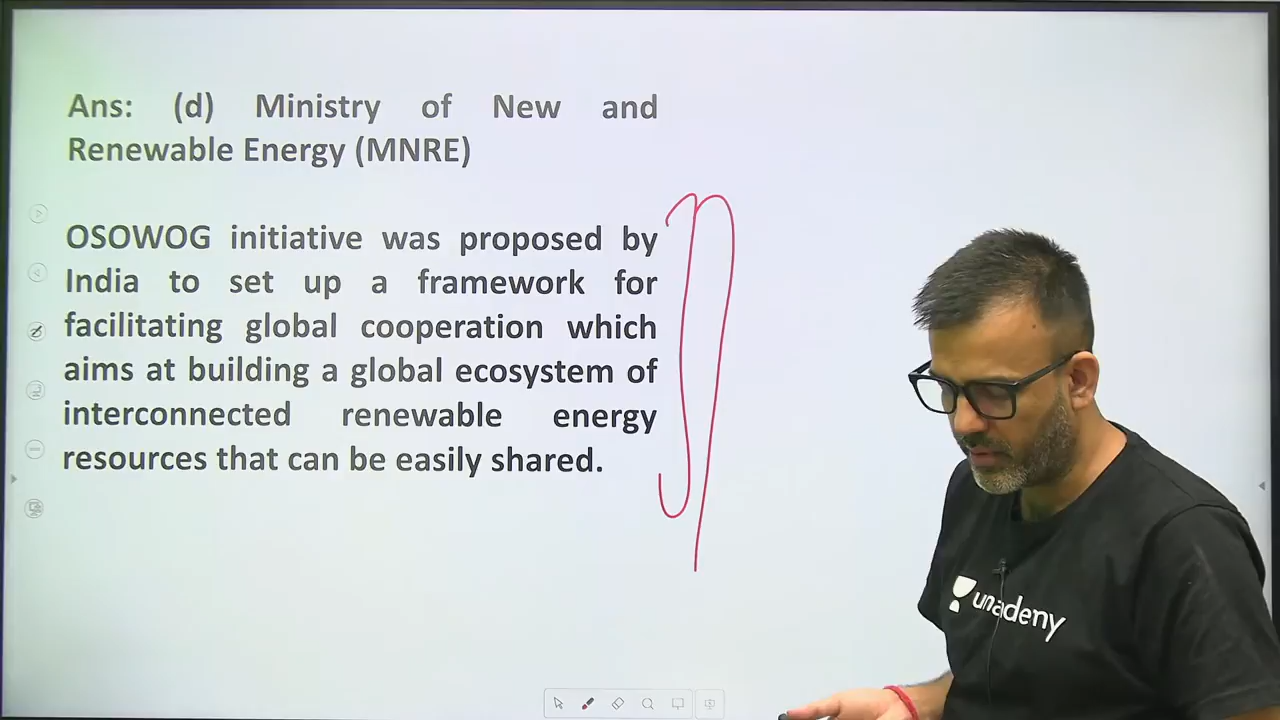 Ans: (d) Ministry of New and
Renewable Energy (MNRE)
OSOWOG initiative was proposed by
India to set up a framework for
facilitating global cooperation which
aims at building a global ecosystem of
interconnected renewable energy
resources that can be easily shared.
unacademy